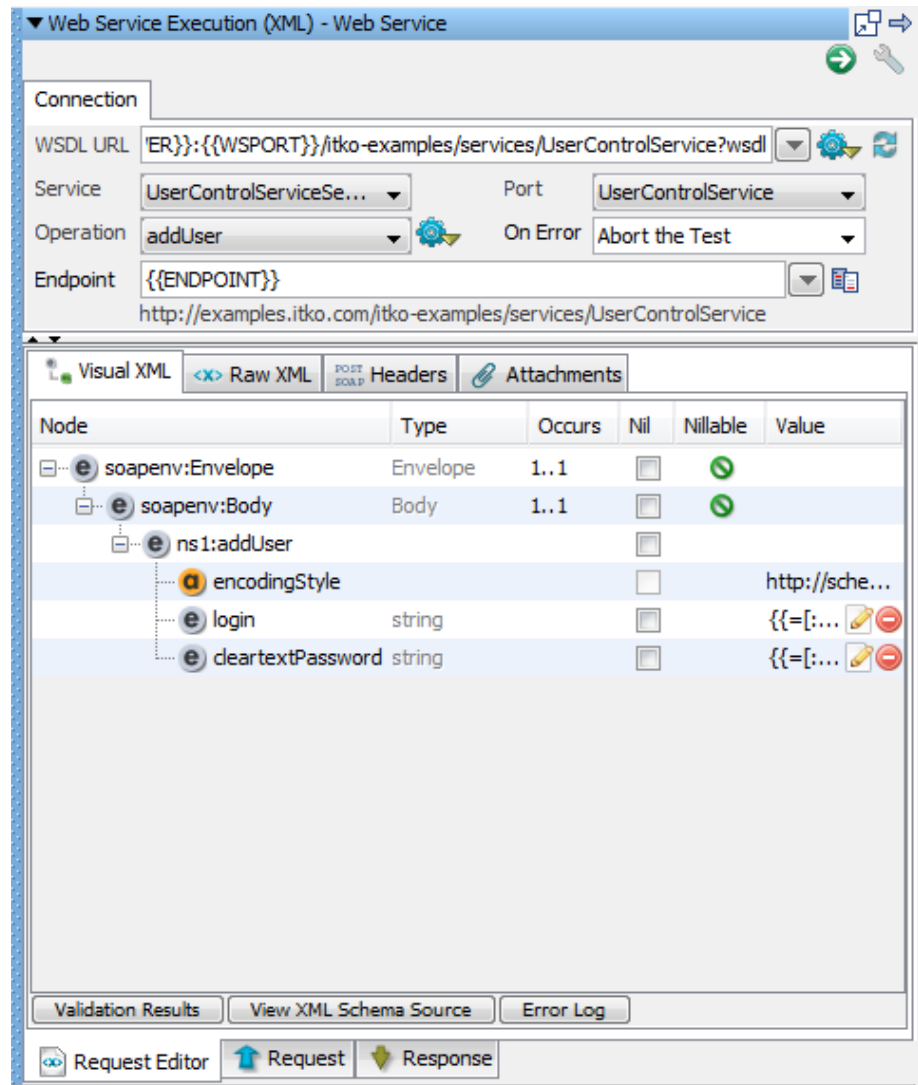 Web Service Execution (XML) - Web Service
Connection
WSDL URL 'ER}}:{{WSPORT}}/itko-examples/services/UserControlService?wsdl
Service UserControlServiceSe... Port UserControlService
Operation addUser On Error Abort the Test
Endpoint {{ENDPOINT}}
http://examples.itko.com/itko-examples/services/UserControlService
Visual XML <x> Raw XML POST SOAP Headers Attachments
Node Type Occurs Nil Nillable Value
e soapenv:Envelope Envelope 1..1
e soapenv:Body Body 1..1
e ns1:addUser
a encodingStyle http://sche...
e login string {{=[:...
e cleartextPassword string {{=[:...
Validation Results View XML Schema Source Error Log
Request Editor Request Response